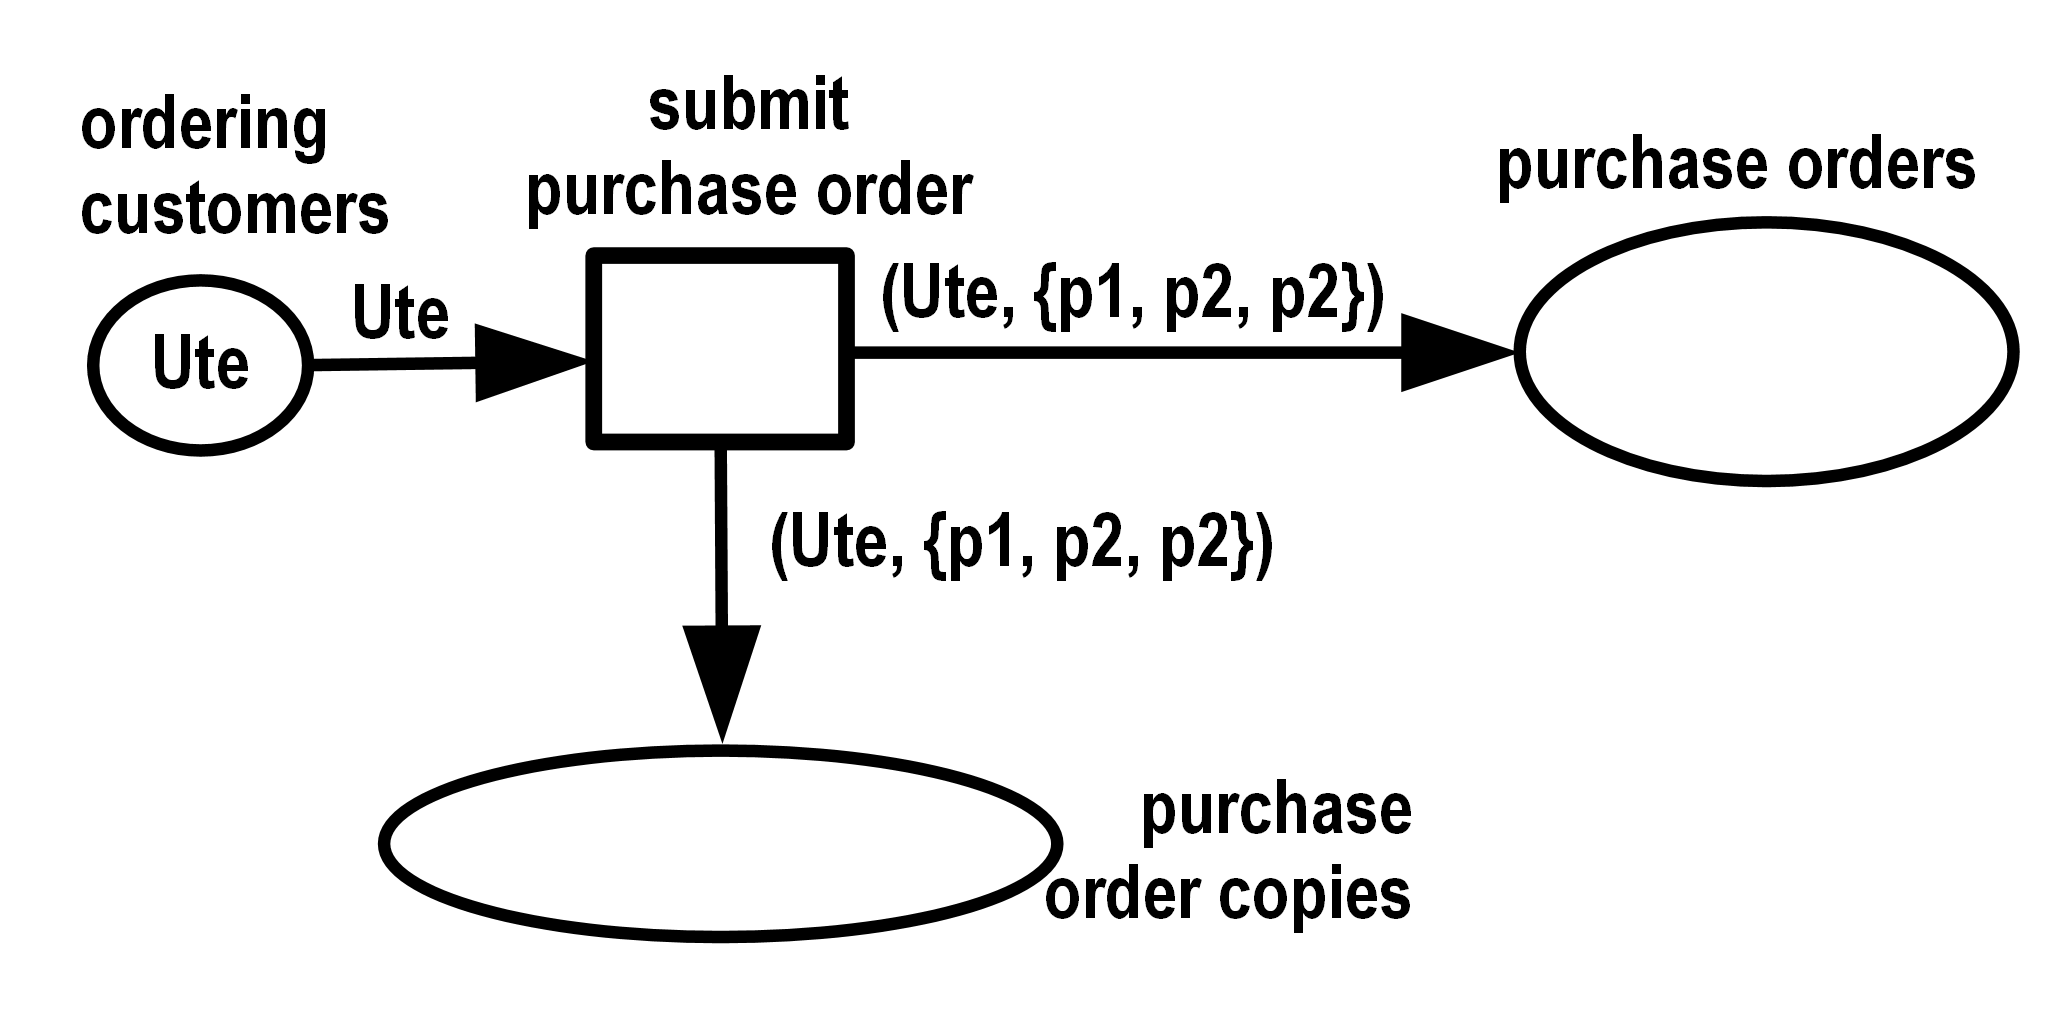 ordering
customers
submit
purchase order
purchase orders
Ute
Ute
(Ute, {p1, p2, p2})
(Ute, {p1, p2, p2})
purchase
order copies